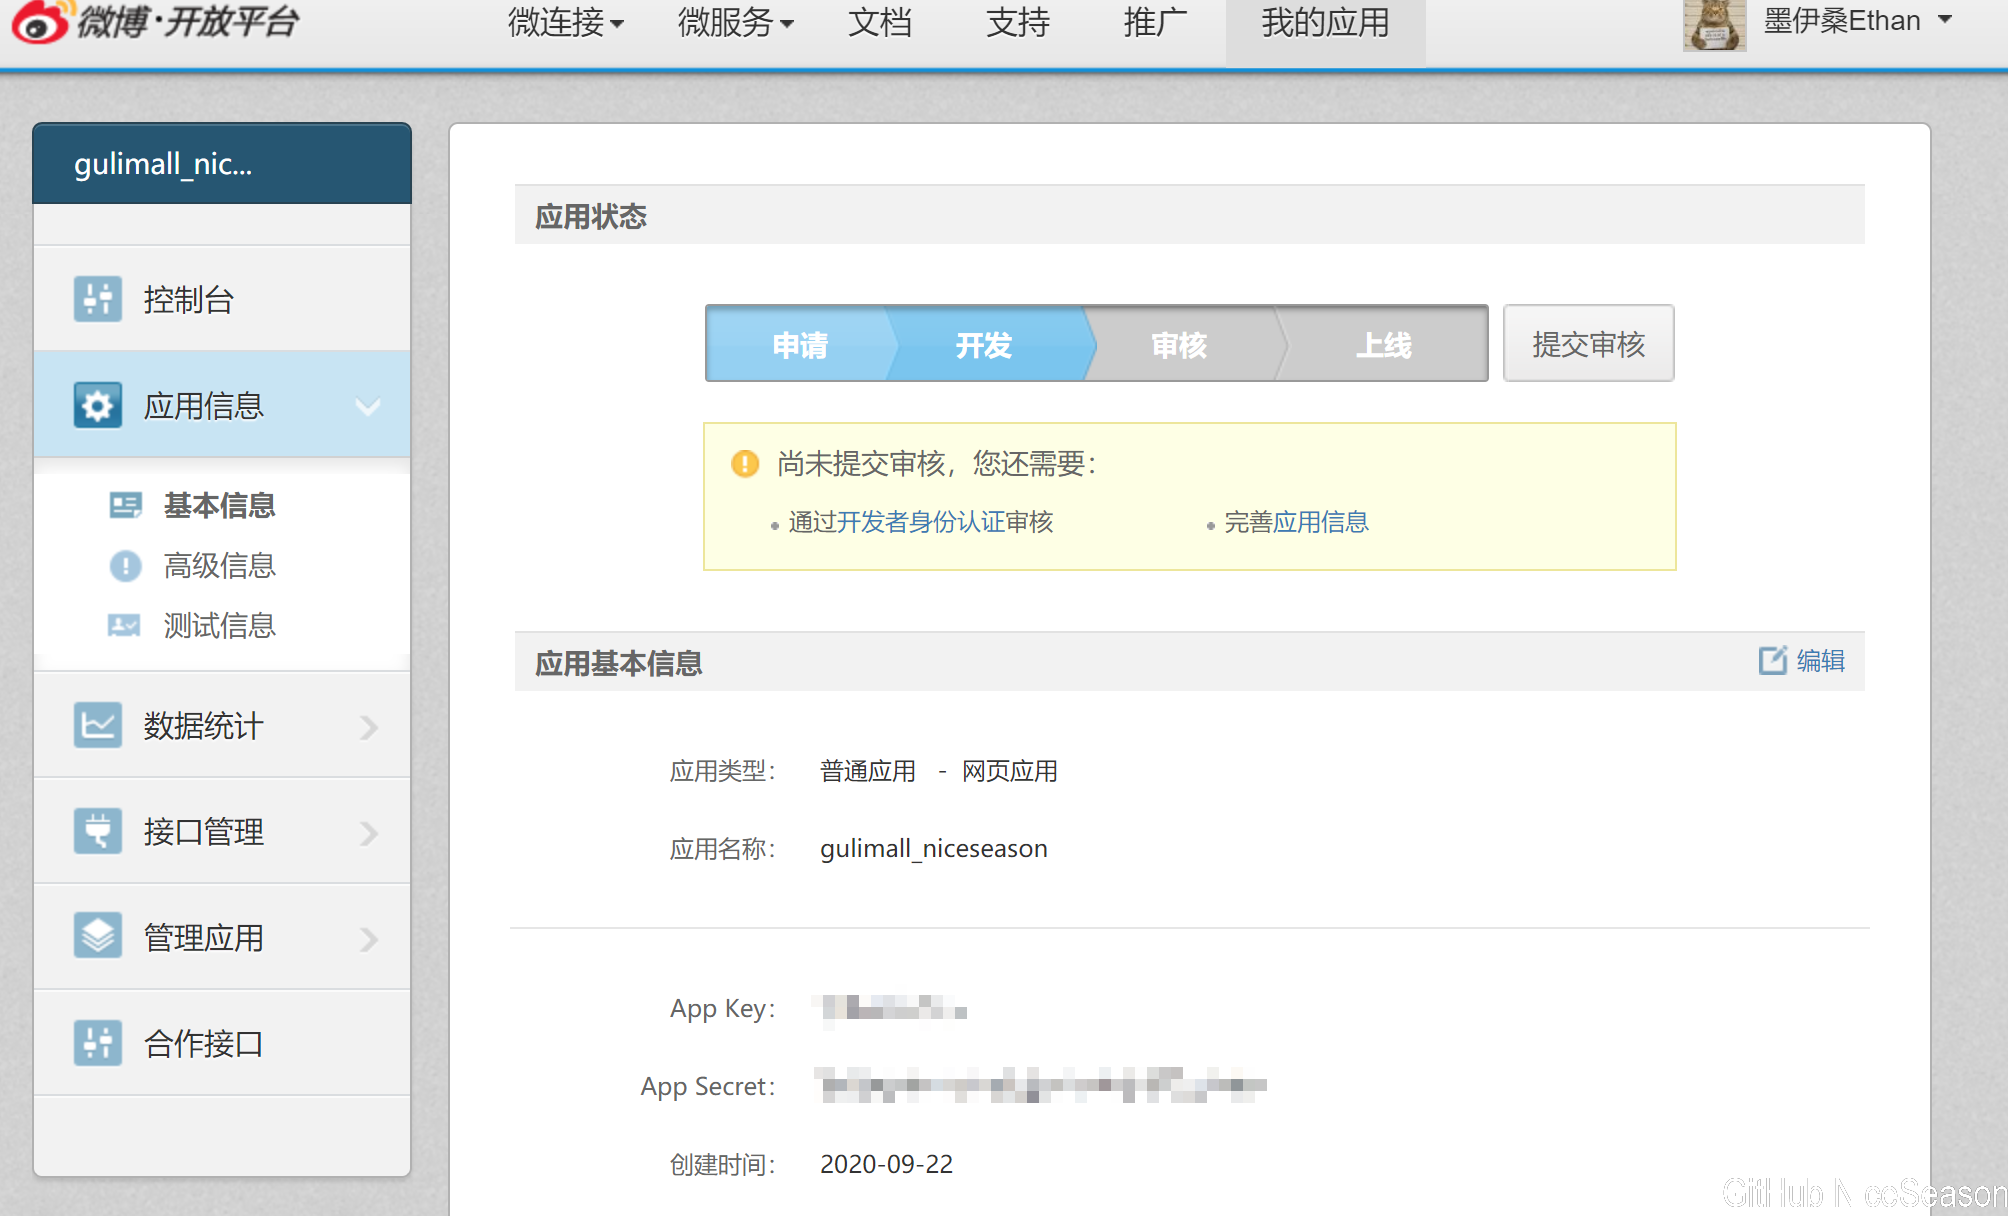 微博·开放平台
微连接
微服务
文档
支持
推广
我的应用
墨伊桑Ethan
gulimall_nic...
控制台
应用信息
基本信息
高级信息
测试信息
数据统计
接口管理
管理应用
合作接口
应用状态
申请
开发
审核
上线
提交审核
尚未提交审核，您还需要：
通过开发者身份认证审核
完善应用信息
应用基本信息
编辑
应用类型： 普通应用 - 网页应用
应用名称： gulimall_niceseason
App Key：
App Secret：
创建时间： 2020-09-22
GitHub NiceSeason